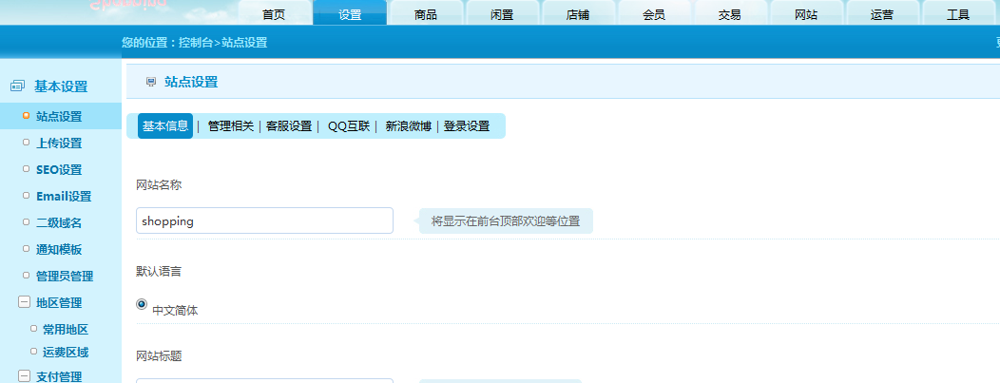 首页 设置 商品 闲置 店铺 会员 交易 网站 运营 工具
您的位置：控制台>站点设置
基本设置
站点设置
上传设置
SEO设置
Email设置
二级域名
通知模板
管理员管理
地区管理
常用地区
运费区域
支付管理
站点设置
基本信息 | 管理相关 | 客服设置 | QQ互联 | 新浪微博 | 登录设置
网站名称
shopping 将显示在前台顶部欢迎等位置
默认语言
中文简体
网站标题